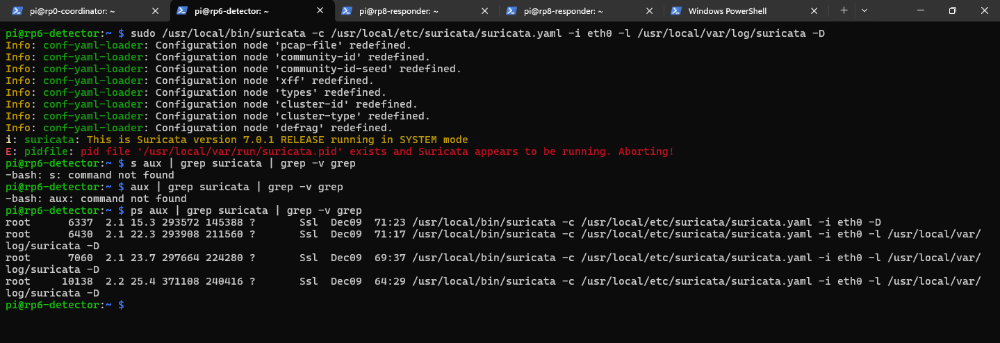 pi@rp0-coordinator: ~
pi@rp6-detector: ~
pi@rp8-responder: ~
pi@rp8-responder: ~
Windows PowerShell
pi@rp6-detector:~ $ sudo /usr/local/bin/suricata -c /usr/local/etc/suricata/suricata.yaml -i eth0 -l /usr/local/var/log/suricata -D
Info: conf-yaml-loader: Configuration node 'pcap-file' redefined.
Info: conf-yaml-loader: Configuration node 'community-id' redefined.
Info: conf-yaml-loader: Configuration node 'community-id-seed' redefined.
Info: conf-yaml-loader: Configuration node 'xff' redefined.
Info: conf-yaml-loader: Configuration node 'types' redefined.
Info: conf-yaml-loader: Configuration node 'cluster-id' redefined.
Info: conf-yaml-loader: Configuration node 'cluster-type' redefined.
Info: conf-yaml-loader: Configuration node 'defrag' redefined.
i: suricata: This is Suricata version 7.0.1 RELEASE running in SYSTEM mode
E: pidfile: pid file '/usr/local/var/run/suricata.pid' exists and Suricata appears to be running. Aborting!
pi@rp6-detector:~ $ s aux | grep suricata | grep -v grep
-bash: s: command not found
pi@rp6-detector:~ $ aux | grep suricata | grep -v grep
-bash: aux: command not found
pi@rp6-detector:~ $ ps aux | grep suricata | grep -v grep
root      6337  2.1 15.3 293572 145388 ?       Ssl  Dec09  71:23 /usr/local/bin/suricata -c /usr/local/etc/suricata/suricata.yaml -i eth0 -D
root      6430  2.1 22.3 293908 211560 ?       Ssl  Dec09  71:17 /usr/local/bin/suricata -c /usr/local/etc/suricata/suricata.yaml -i eth0 -l /usr/local/var/
log/suricata -D
root      7060  2.1 23.7 297664 224280 ?       Ssl  Dec09  69:37 /usr/local/bin/suricata -c /usr/local/etc/suricata/suricata.yaml -i eth0 -l /usr/local/var/
log/suricata -D
root     10138  2.2 25.4 371108 240416 ?       Ssl  Dec09  64:29 /usr/local/bin/suricata -c /usr/local/etc/suricata/suricata.yaml -i eth0 -l /usr/local/var/
log/suricata -D
pi@rp6-detector:~ $